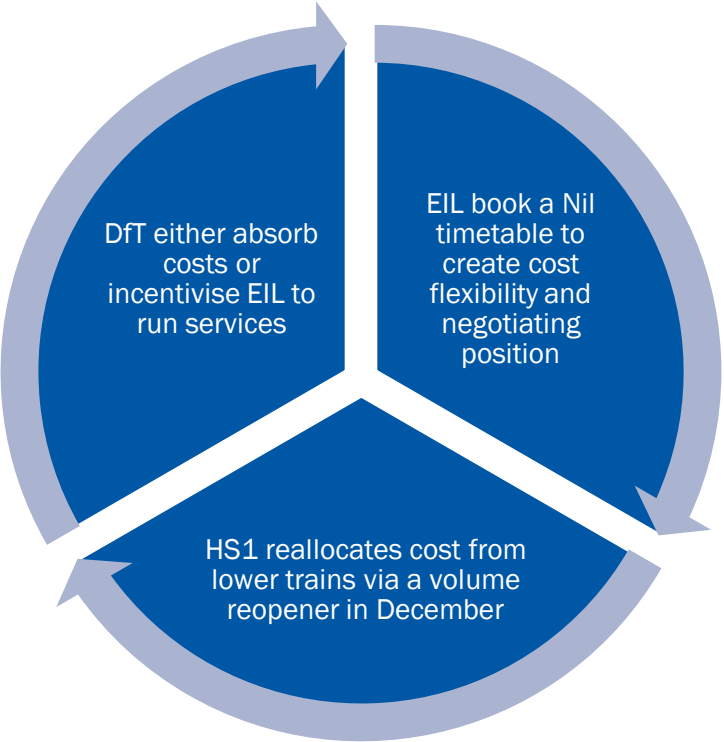 DfT either absorb
costs or
incentivise EIL to
run services
EIL book a Nil
timetable to
create cost
flexibility and
negotiating
position
HS1 reallocates cost from
lower trains via a volume
reopener in December